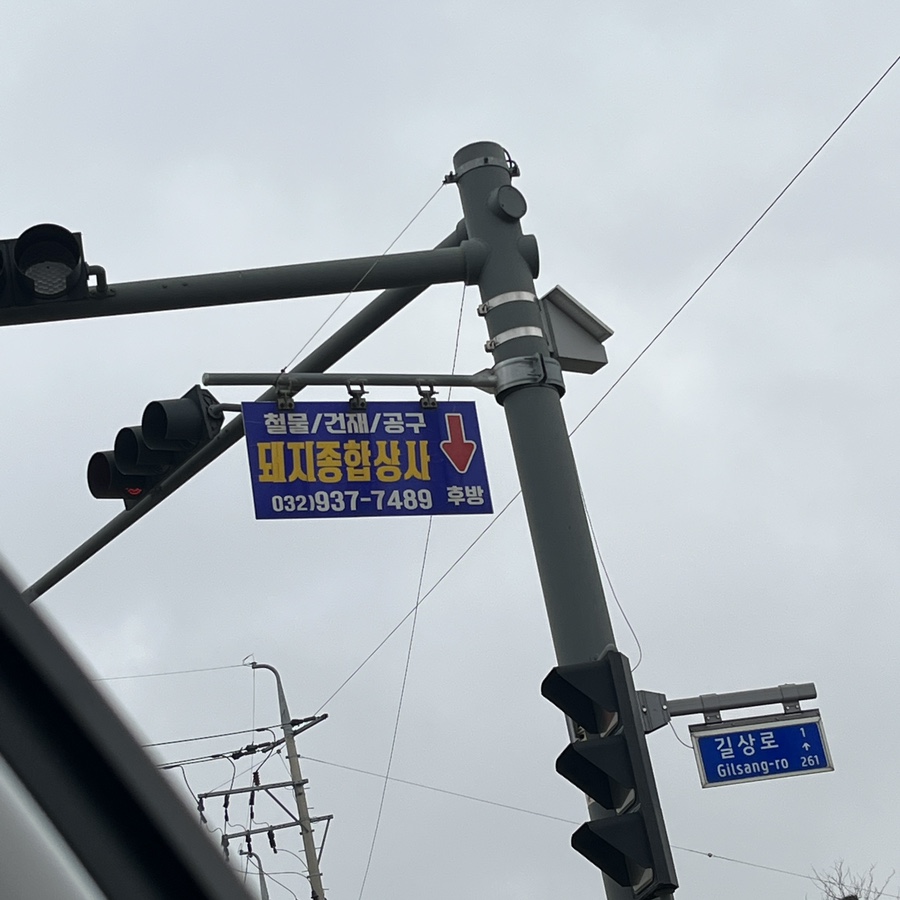 철물/건재/공구
돼지종합상사
032)937-7489 후방
길상로 1
↑
Gilsang-ro 261